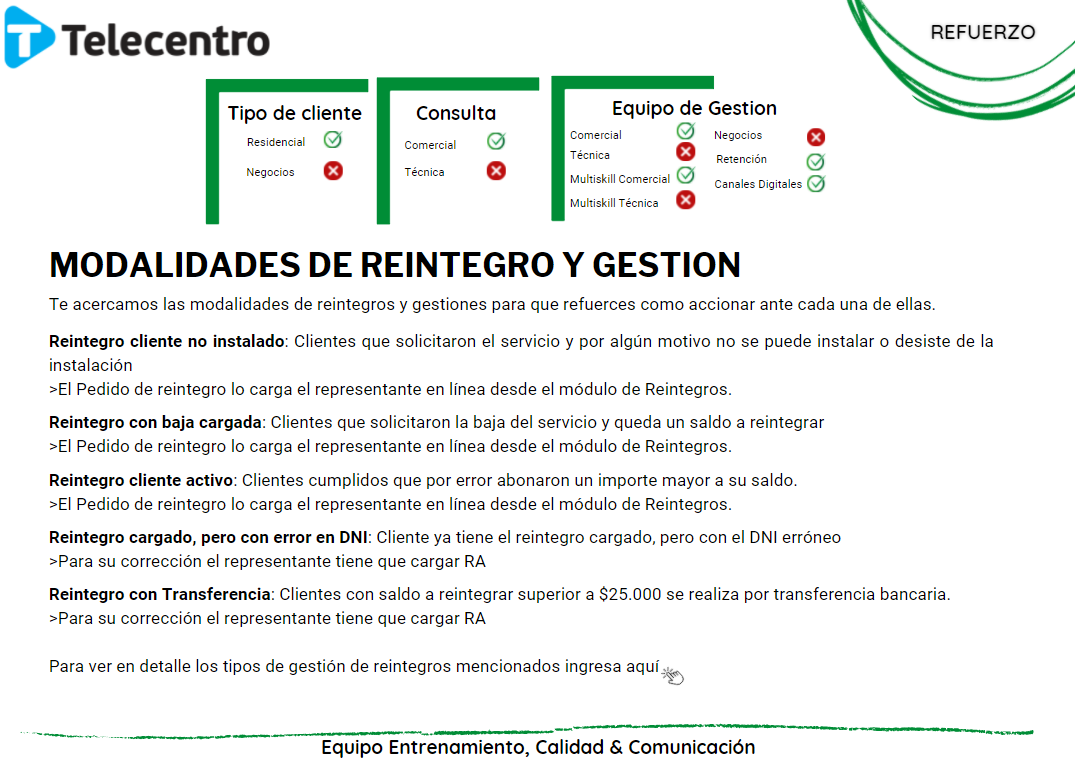 Telecentro
REFUERZO
Tipo de cliente
Residencial
Negocios
Consulta
Comercial
Técnica
Equipo de Gestion
Comercial
Técnica
Multiskill Comercial
Multiskill Técnica
Negocios
Retención
Canales Digitales
MODALIDADES DE REINTEGRO Y GESTION
Te acercamos las modalidades de reintegros y gestiones para que refuerces como accionar ante cada una de ellas.
Reintegro cliente no instalado: Clientes que solicitaron el servicio y por algún motivo no se puede instalar o desiste de la
instalación
>El Pedido de reintegro lo carga el representante en línea desde el módulo de Reintegros.
Reintegro con baja cargada: Clientes que solicitaron la baja del servicio y queda un saldo a reintegrar
>El Pedido de reintegro lo carga el representante en línea desde el módulo de Reintegros.
Reintegro cliente activo: Clientes cumplidos que por error abonaron un importe mayor a su saldo.
>El Pedido de reintegro lo carga el representante en línea desde el módulo de Reintegros.
Reintegro cargado, pero con error en DNI: Cliente ya tiene el reintegro cargado, pero con el DNI erróneo
>Para su corrección el representante tiene que cargar RA
Reintegro con Transferencia: Clientes con saldo a reintegrar superior a $25.000 se realiza por transferencia bancaria.
>Para su corrección el representante tiene que cargar RA
Para ver en detalle los tipos de gestión de reintegros mencionados ingresa aquí
Equipo Entrenamiento, Calidad & Comunicación